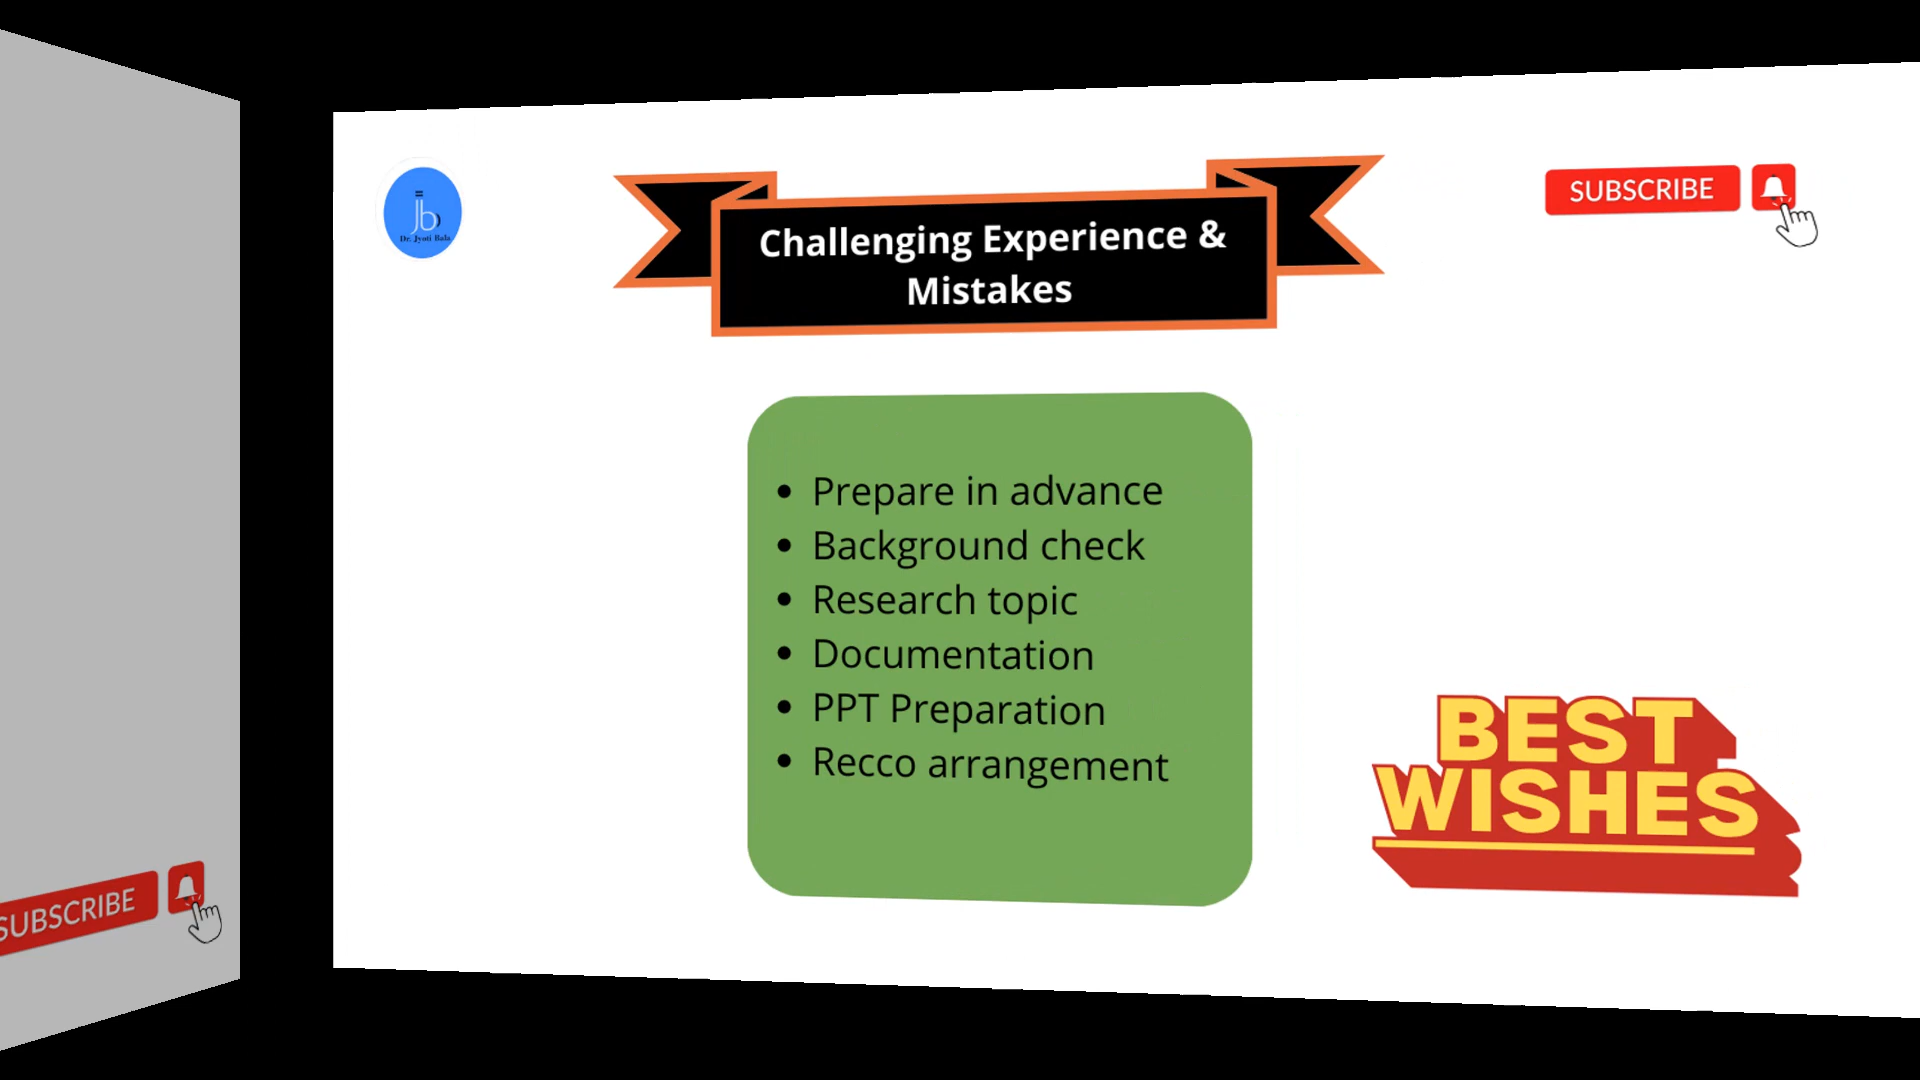 Dr. Jyoti Bala
Challenging Experience &
Mistakes
SUBSCRIBE
Prepare in advance
Background check
Research topic
Documentation
PPT Preparation
Recco arrangement
BEST
WISHES
SUBSCRIBE